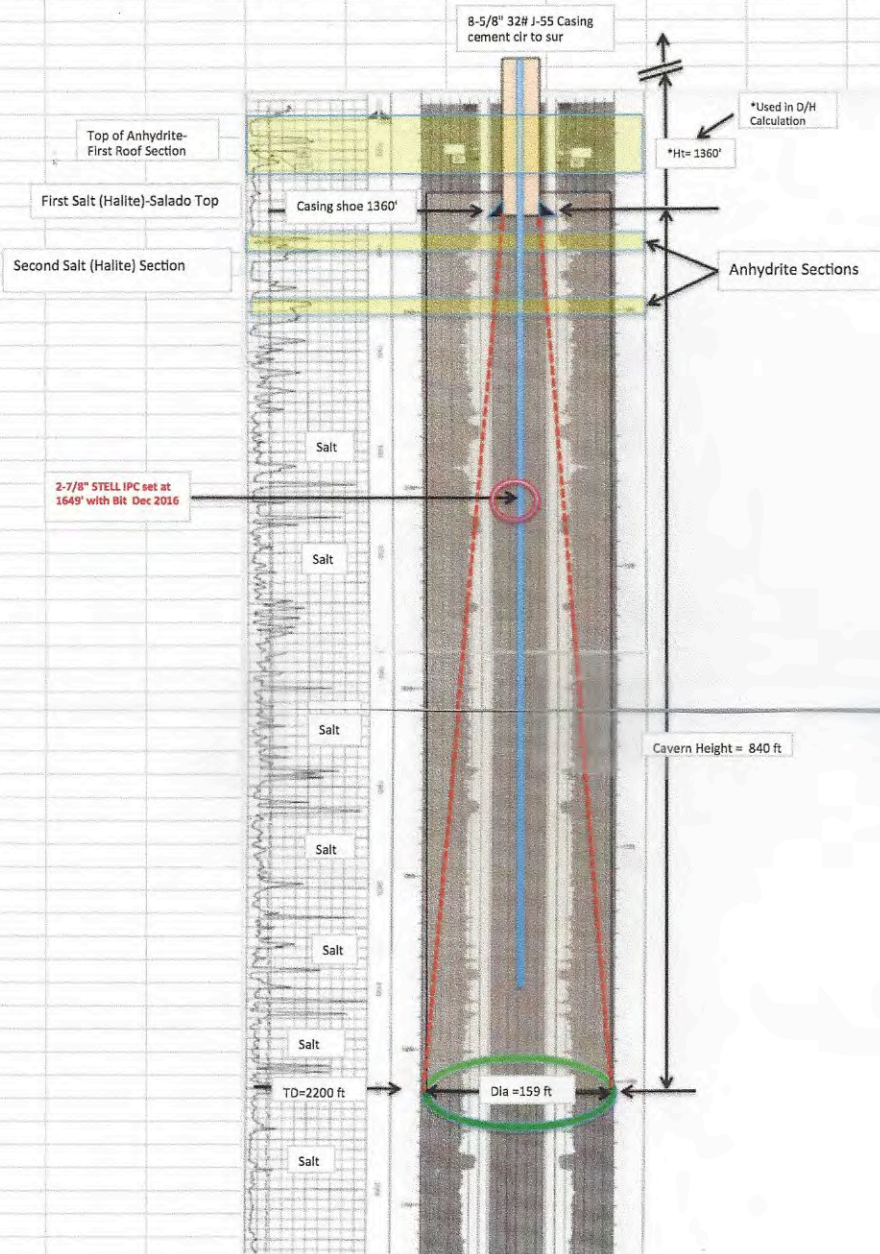 8-5/8" 32# J-55 Casing
cement cir to sur
*Used in D/H
Calculation
Top of Anhydrite-
First Roof Section
*Ht= 1360'
First Salt (Halite)-Salado Top
Casing shoe 1360'
Second Salt (Halite) Section
Anhydrite Sections
Salt
2-7/8" STELL IPC set at
1649' with Bit Dec 2016
Salt
Salt
Cavern Height = 840 ft
Salt
Salt
Salt
TD=2200 ft
Dia =159 ft
Salt